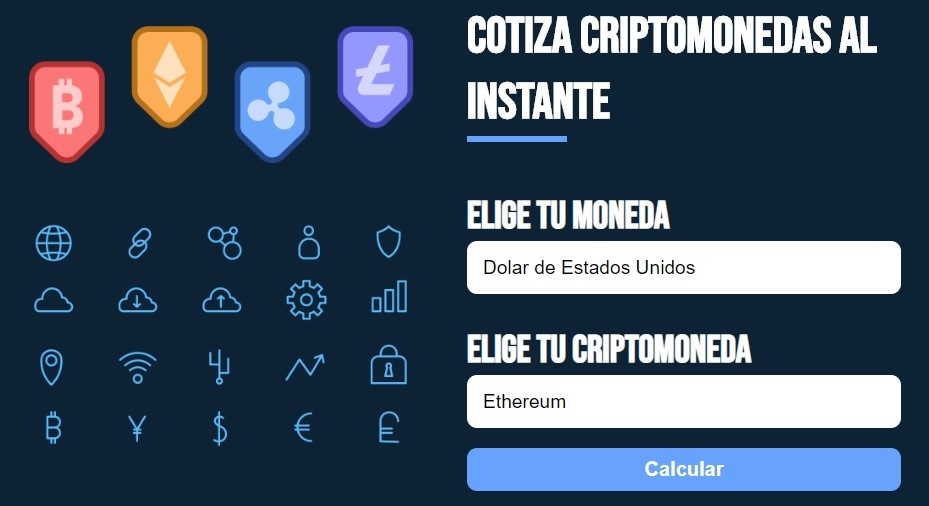 COTIZA CRIPTOMONEDAS AL
INSTANTE
ELIGE TU MONEDA
Dolar de Estados Unidos
ELIGE TU CRIPTOMONEDA
Ethereum
Calcular